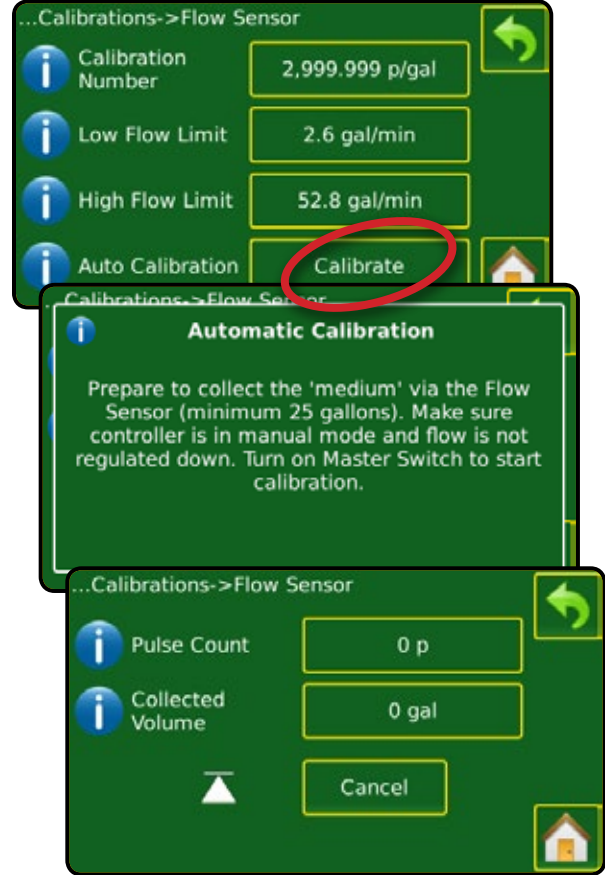 ...Calibrations->Flow Sensor
Calibration
Number
2,999.999 p/gal
Low Flow Limit
2.6 gal/min
High Flow Limit
52.8 gal/min
Auto Calibration
Calibrate
...Calibrations->Flow Sensor
Automatic Calibration
Prepare to collect the 'medium' via the Flow
Sensor (minimum 25 gallons). Make sure
controller is in manual mode and flow is not
regulated down. Turn on Master Switch to start
calibration.
...Calibrations->Flow Sensor
Pulse Count
0 p
Collected
Volume
0 gal
Cancel